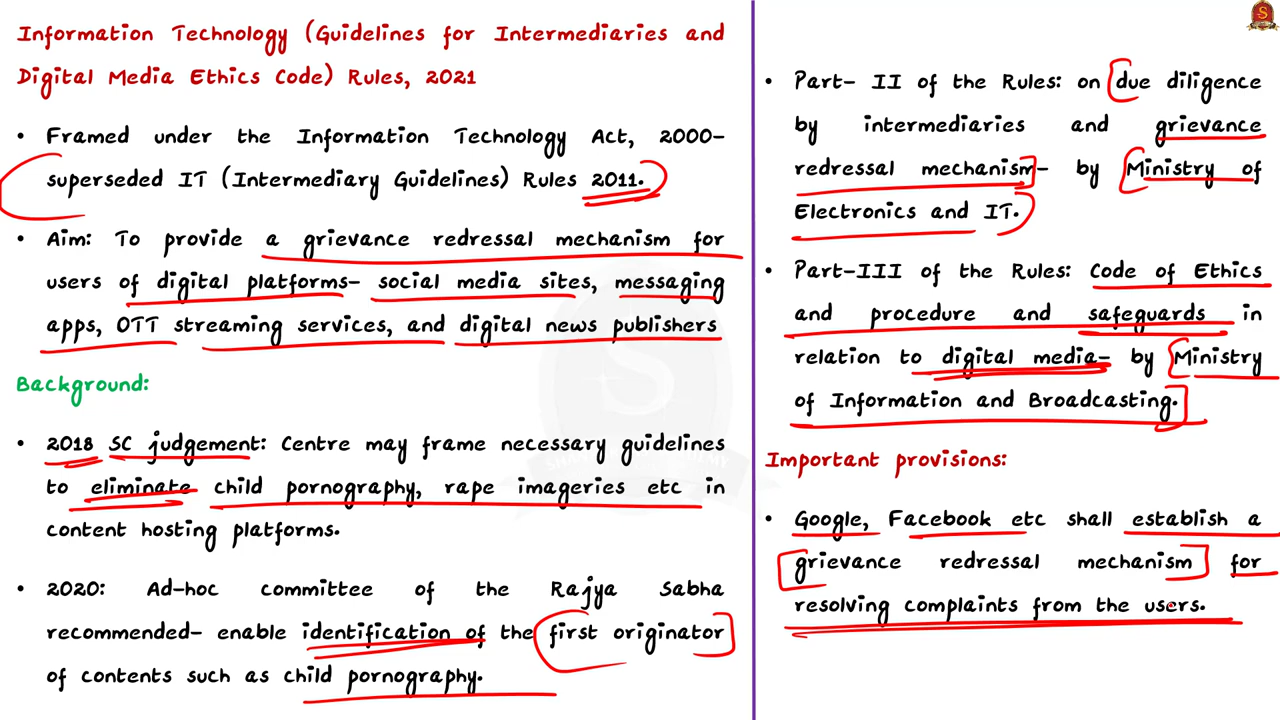 Information Technology (Guidelines for Intermediaries and
Digital Media Ethics Code) Rules, 2021
• Framed under the Information Technology Act, 2000-
superseded IT (Intermediary Guidelines) Rules 2011.
• Aim: To provide a grievance redressal mechanism for
users of digital platforms- social media sites, messaging
apps, OTT streaming services, and digital news publishers
Background:
• 2018 SC judgement: Centre may frame necessary guidelines
to eliminate child pornography, rape imageries etc in
content hosting platforms.
• 2020: Ad-hoc committee of the Rajya Sabha
recommended- enable identification of the first originator
of contents such as child pornography.
• Part- II of the Rules: on due diligence
by intermediaries and grievance
redressal mechanism- by Ministry of
Electronics and IT.
• Part-III of the Rules: Code of Ethics
and procedure and safeguards in
relation to digital media- by Ministry
of Information and Broadcasting.
Important provisions:
• Google, Facebook etc shall establish a
grievance redressal mechanism for
resolving complaints from the users.